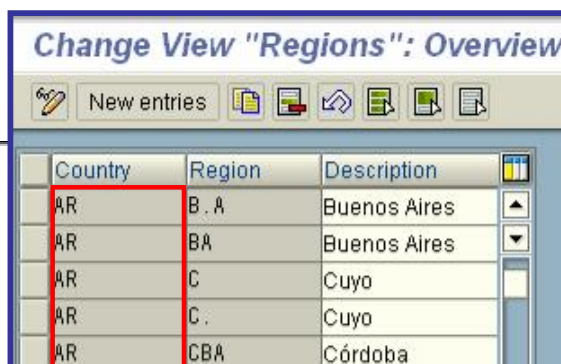 Change View "Regions": Overview
New entries
Country Region Description
AR B.A Buenos Aires
AR BA Buenos Aires
AR C Cuyo
AR C. Cuyo
AR CBA Córdoba